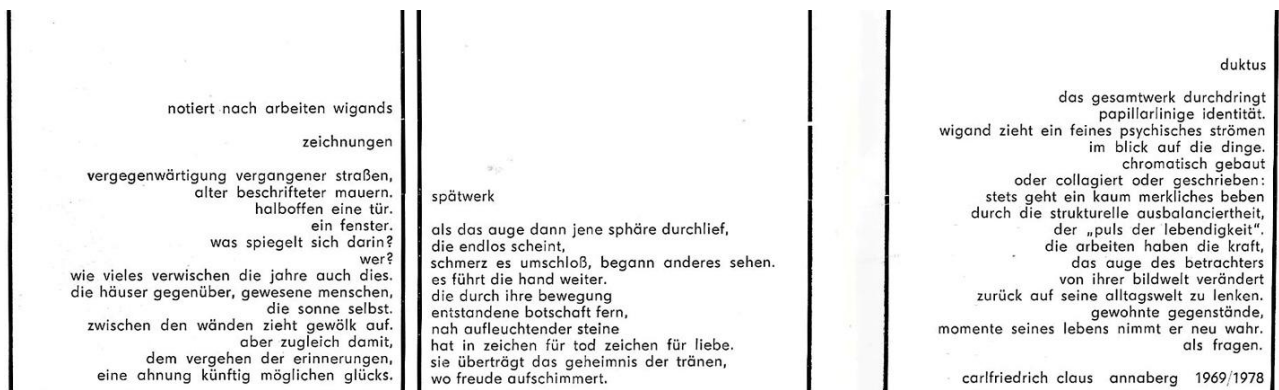 notiert nach arbeiten wigands
zeichnungen
vergegenwärtigung vergangener straßen,
alter beschrifteter mauern.
halboffen eine tür.
ein fenster.
was spiegelt sich darin?
wer?
wie vieles verwischen die jahre auch dies.
die häuser gegenüber, gewesene menschen,
die sonne selbst.
zwischen den wänden zieht gewölk auf.
aber zugleich damit,
dem vergehen der erinnerungen,
eine ahnung künftig möglichen glücks.
spätwerk
als das auge dann jene sphäre durchlief,
die endlos scheint,
schmerz es umschloß, begann anderes sehen.
es führt die hand weiter.
die durch ihre bewegung
entstandene botschaft fern,
nah aufleuchtender steine
hat in zeichen für tod zeichen für liebe.
sie überträgt das geheimnis der tränen,
wo freude aufschimmert.
duktus
das gesamtwerk durchdringt
papillarlinige identität.
wigand zieht ein feines psychisches strömen
im blick auf die dinge.
chromatisch gebaut
oder collagiert oder geschrieben:
stets geht ein kaum merkliches beben
durch die strukturelle ausbalanciertheit,
der „puls der lebendigkeit“.
die arbeiten haben die kraft,
das auge des betrachters
von ihrer bildwelt verändert
zurück auf seine alltagswelt zu lenken.
gewohnte gegenstände,
momente seines lebens nimmt er neu wahr.
als fragen.
carlfriedrich claus annaberg 1969/1978